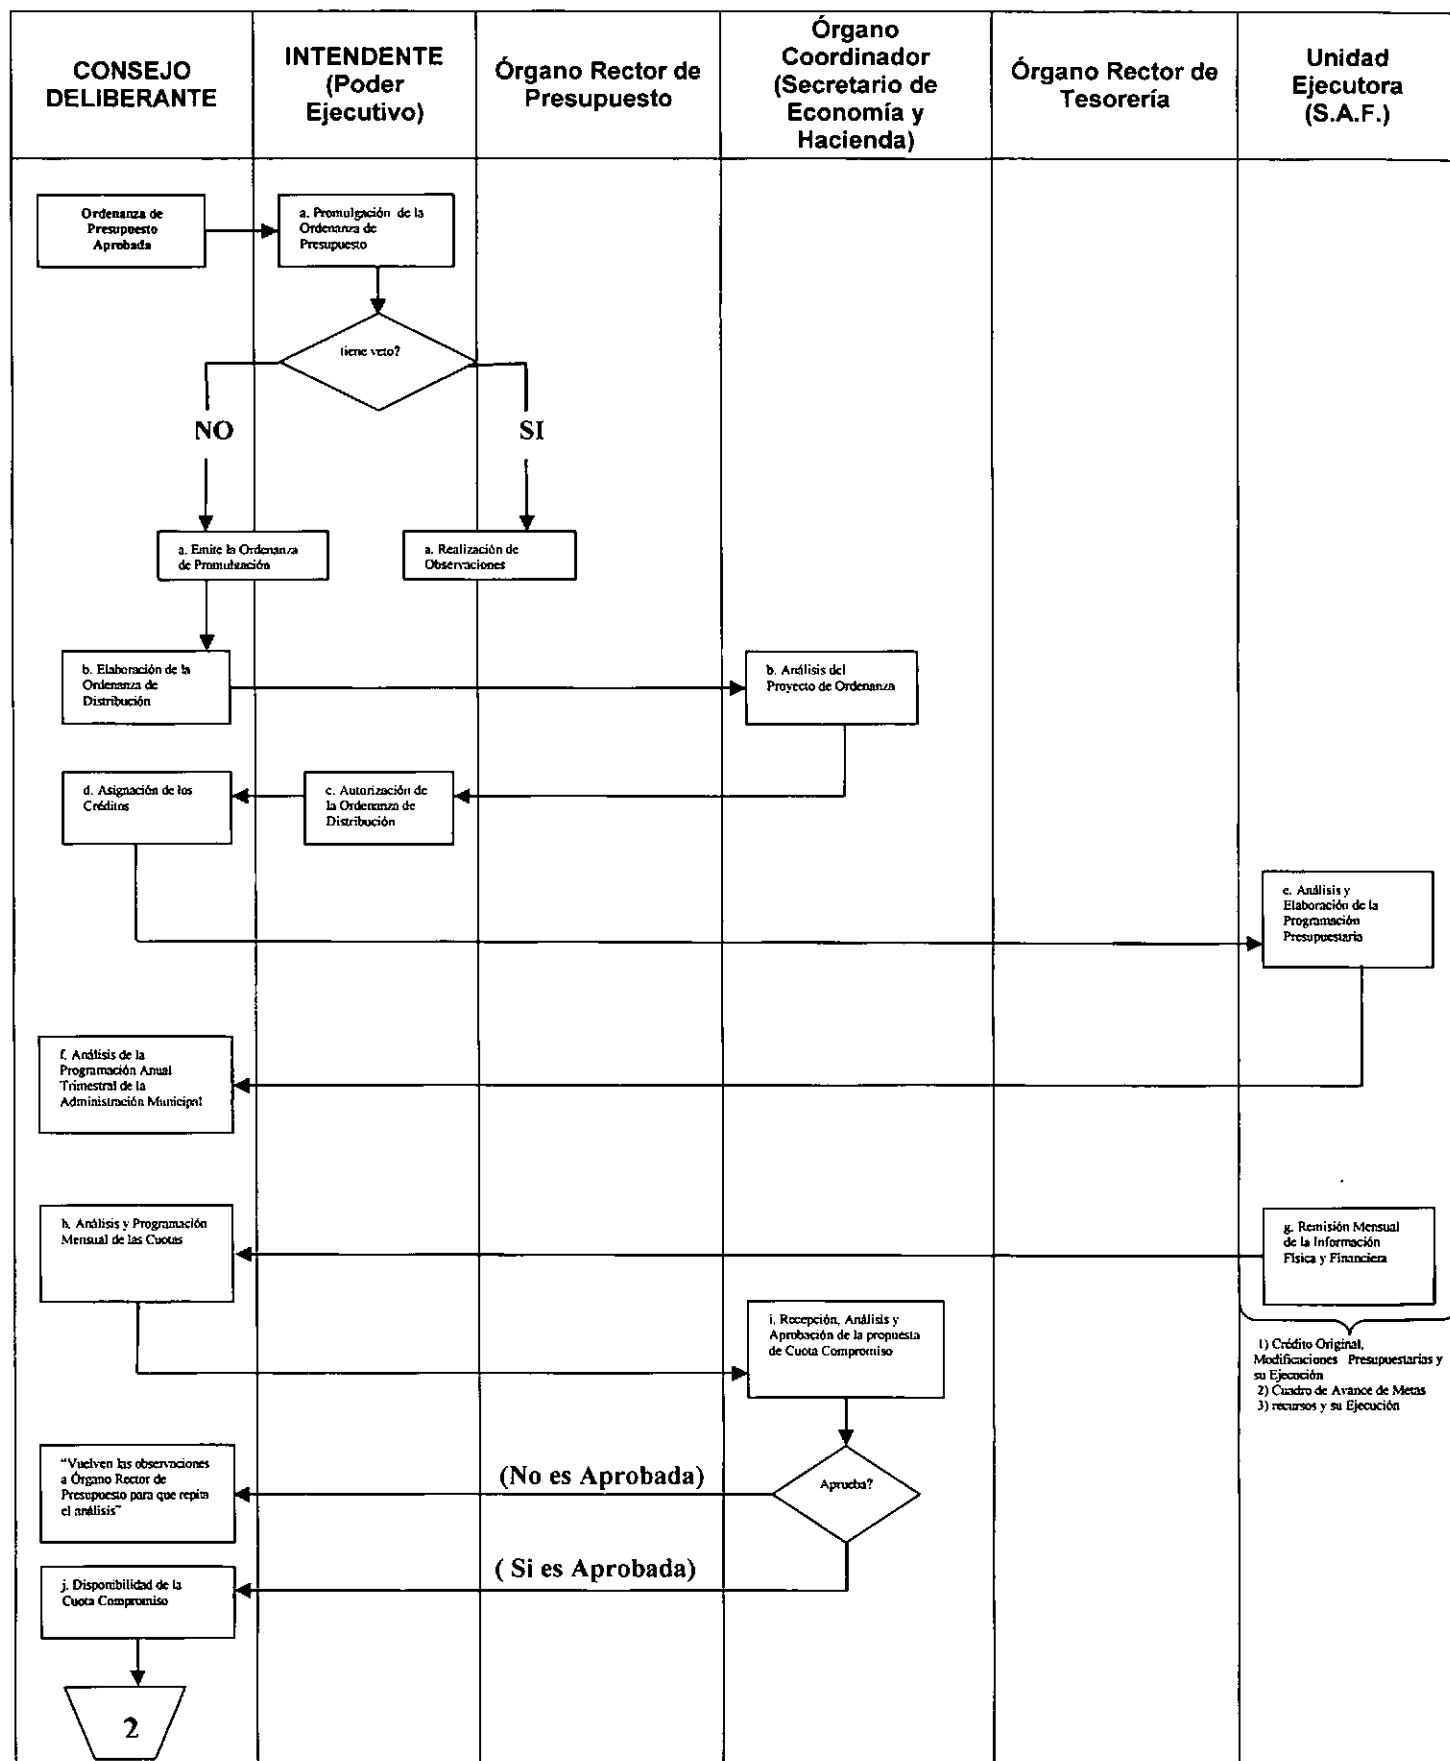 CONSEJO
DELIBERANTE
INTENDENTE
(Poder
Ejecutivo)
Órgano Rector de
Presupuesto
Órgano
Coordinador
(Secretario de
Economía y
Hacienda)
Órgano Rector de
Tesorería
Unidad
Ejecutora
(S.A.F.)
Ordenanza de
Presupuesto
Aprobada
a. Promulgación de la
Ordenanza de
Presupuesto
tiene veto?
NO
SI
a. Emite la Ordenanza
de Promulgación
a. Realización de
Observaciones
b. Elaboración de la
Ordenanza de
Distribución
b. Análisis del
Proyecto de Ordenanza
d. Asignación de los
Créditos
c. Autorización de
la Ordenanza de
Distribución
e. Análisis y
Elaboración de la
Programación
Presupuestaria
f. Análisis de la
Programación Anual
Trimestral de la
Administración Municipal
h. Análisis y Programación
Mensual de las Cuotas
g. Remisión Mensual
de la Información
Física y Financiera
1) Crédito Original,
Modificaciones Presupuestarias y
su Ejecución
2) Cuadro de Avance de Metas
3) recursos y su Ejecución
i. Recepción, Análisis y
Aprobación de la propuesta
de Cuota Compromiso
"Vuelven las observaciones
a Órgano Rector de
Presupuesto para que repita
el análisis"
(No es Aprobada)
Aprueba?
( Si es Aprobada)
j. Disponibilidad de la
Cuota Compromiso
2